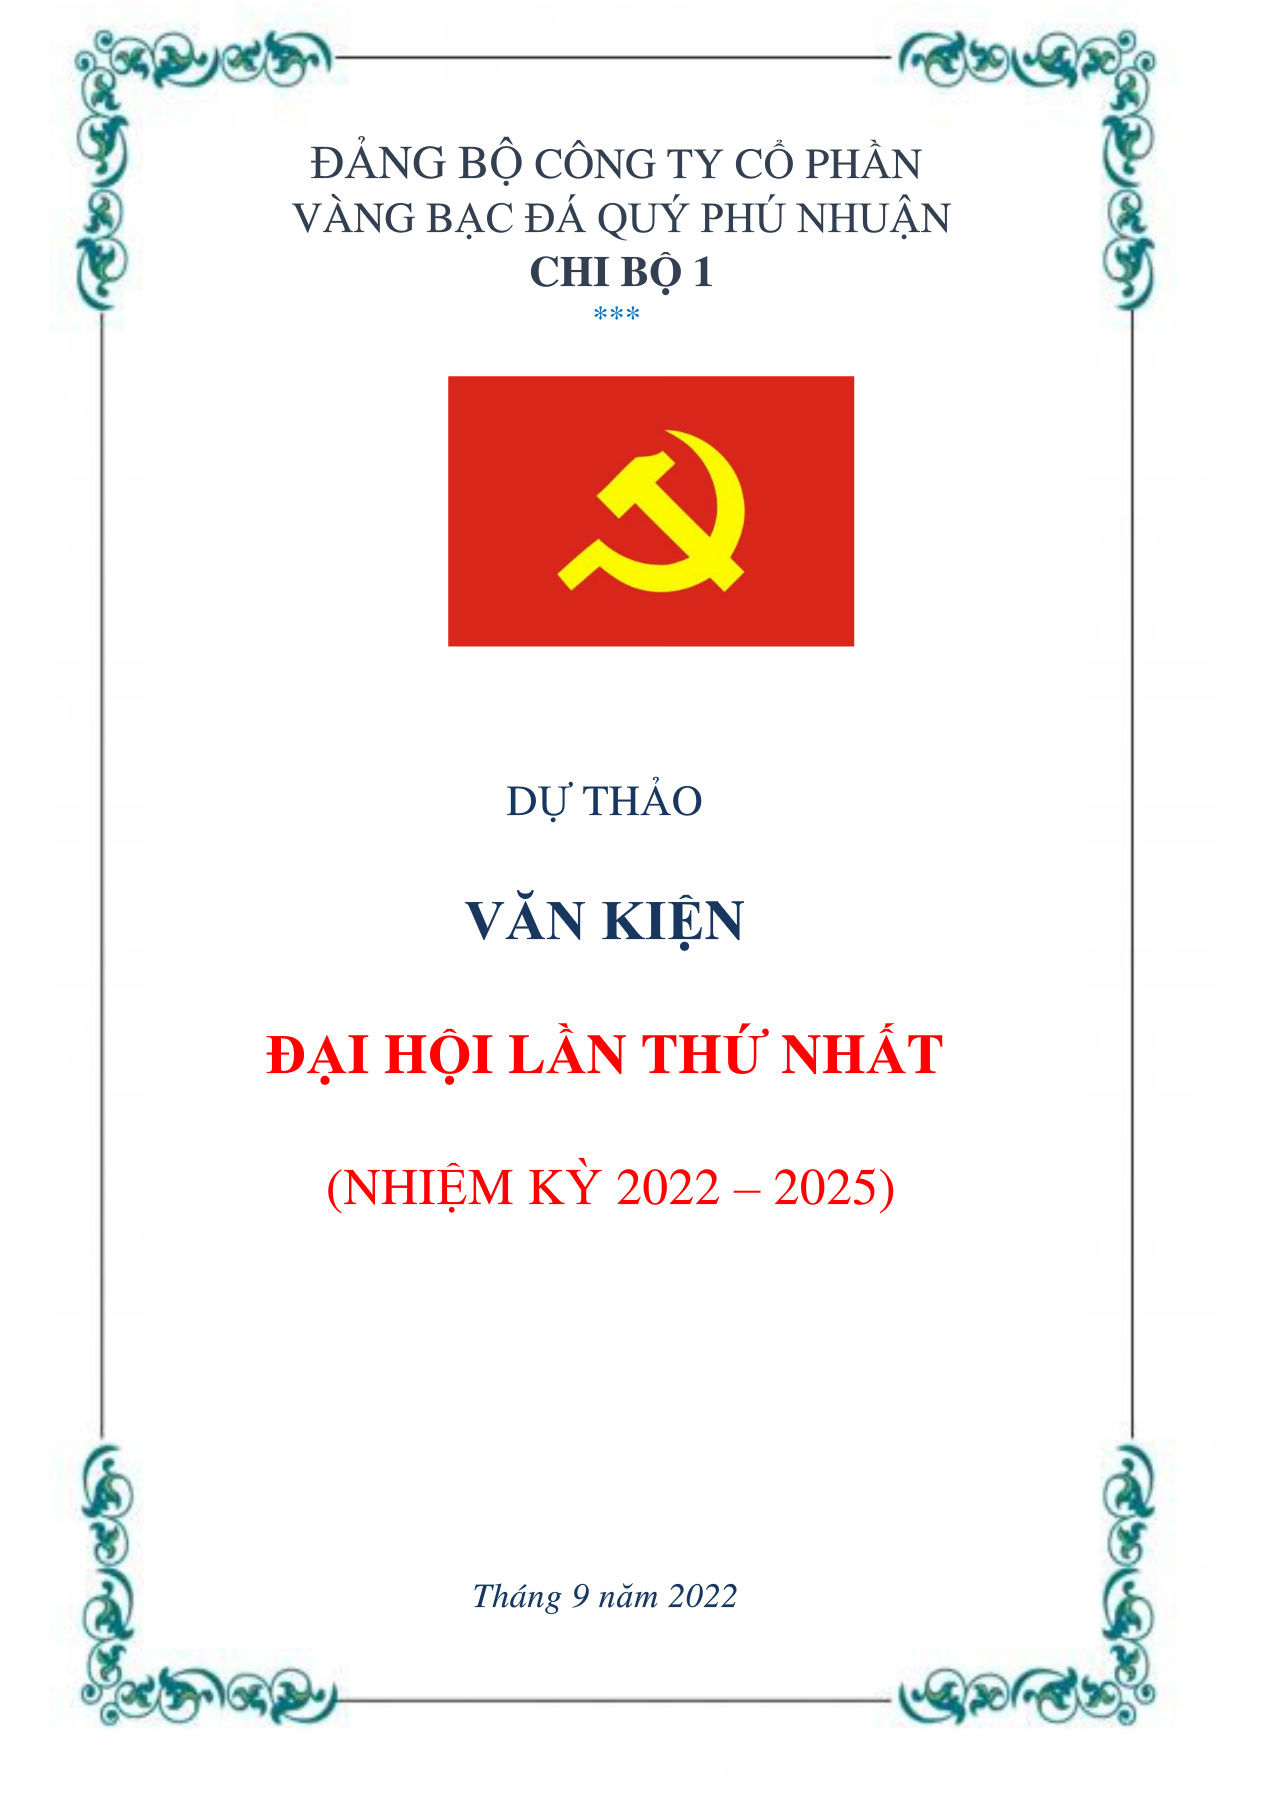 ĐẢNG BỘ CÔNG TY CỔ PHẦN
VÀNG BẠC ĐÁ QUÝ PHÚ NHUẬN
CHI BỘ 1
***
DỰ THẢO
VĂN KIỆN
ĐẠI HỘI LẦN THỨ NHẤT
(NHIỆM KỲ 2022 – 2025)
Tháng 9 năm 2022